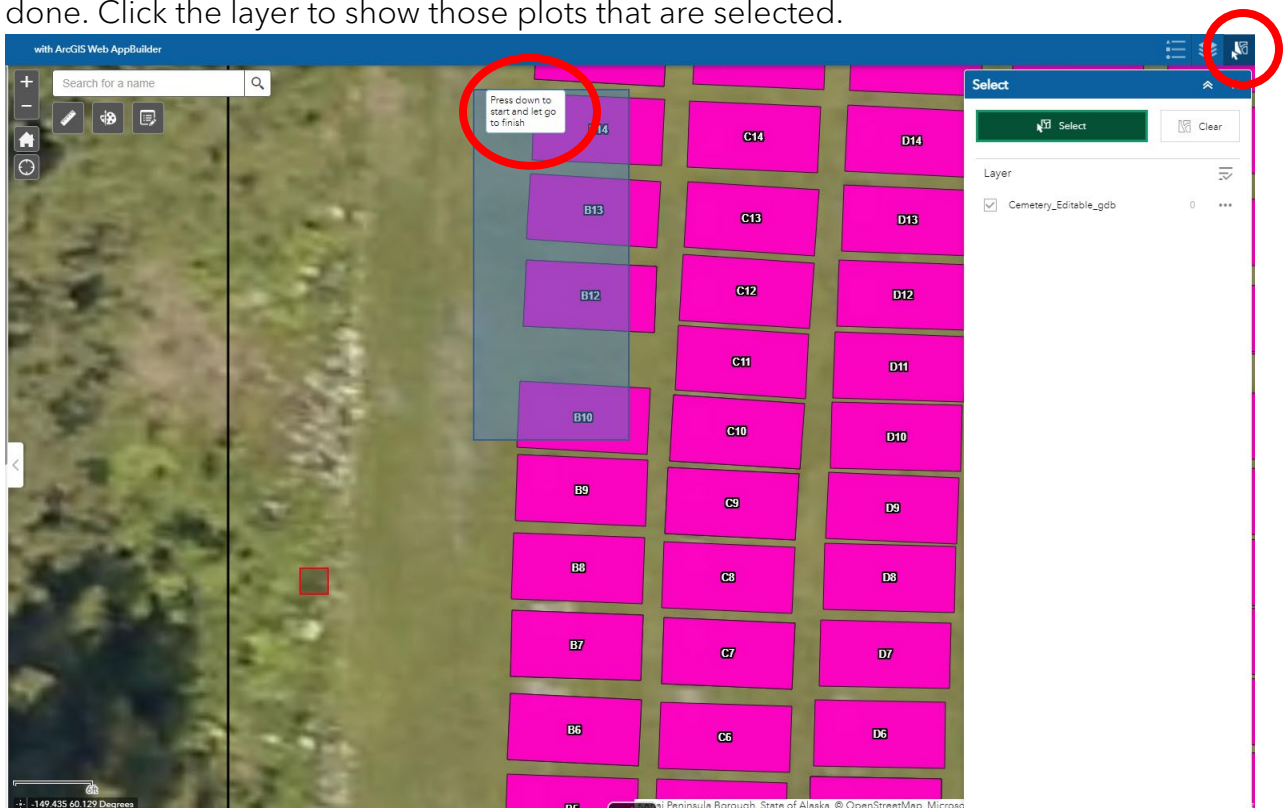 done. Click the layer to show those plots that are selected.
with ArcGIS Web AppBuilder
Search for a name
Select
Press down to
start and let go
to finish
Select
Clear
C14
D14
Layer
Cemetery_Editable_gdb
0
B13
C13
D13
B12
C12
D12
C11
D11
B10
C10
D10
B9
C9
D9
B8
C8
D8
B7
C7
D7
B6
C6
D6
-149.435 60.129 Degrees
Peninsula Borough, State of Alaska, © OpenStreetMap,